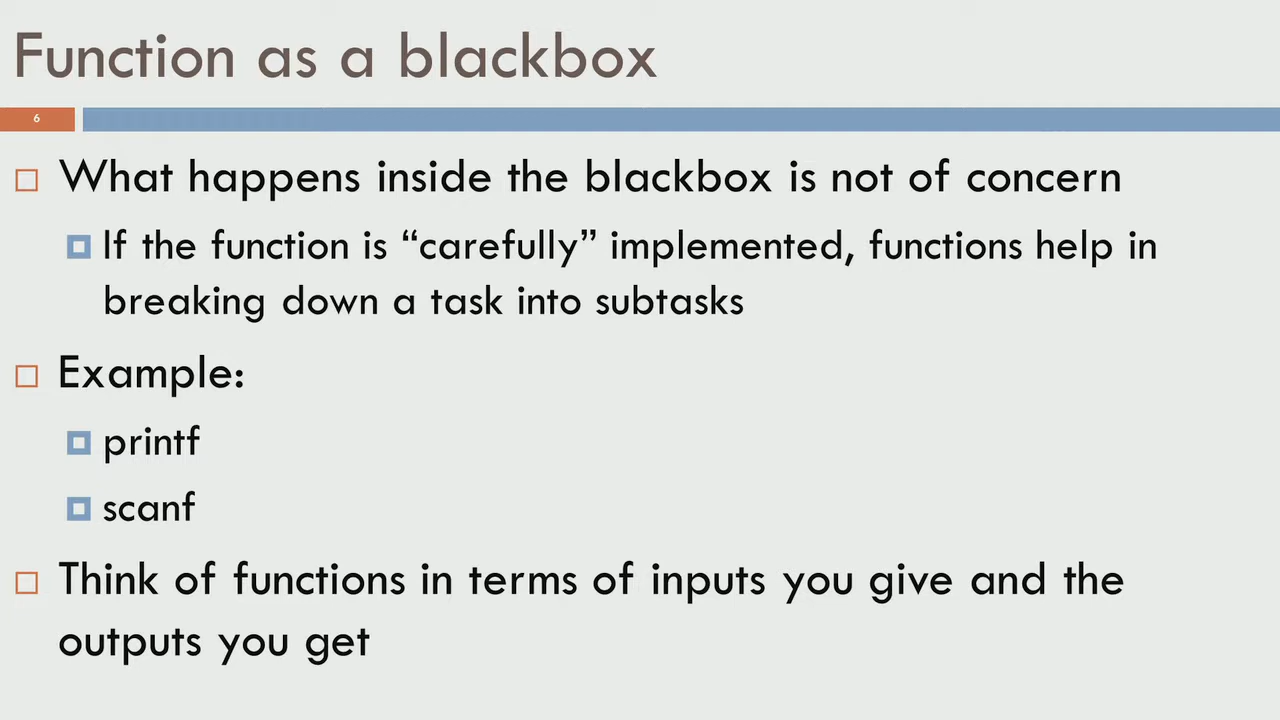 Function as a blackbox
6
What happens inside the blackbox is not of concern
If the function is “carefully” implemented, functions help in
breaking down a task into subtasks
Example:
printf
scanf
Think of functions in terms of inputs you give and the
outputs you get